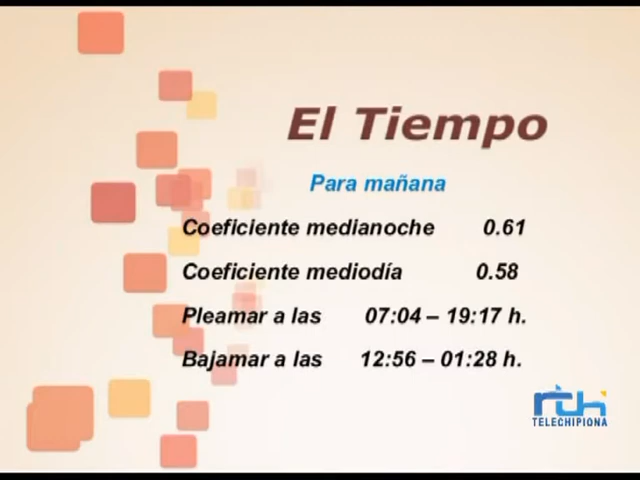 El Tiempo
Para mañana
Coeficiente medianoche 0.61
Coeficiente mediodía 0.58
Pleamar a las 07:04 – 19:17 h.
Bajamar a las 12:56 – 01:28 h.
rtch
TELECHIPIONA